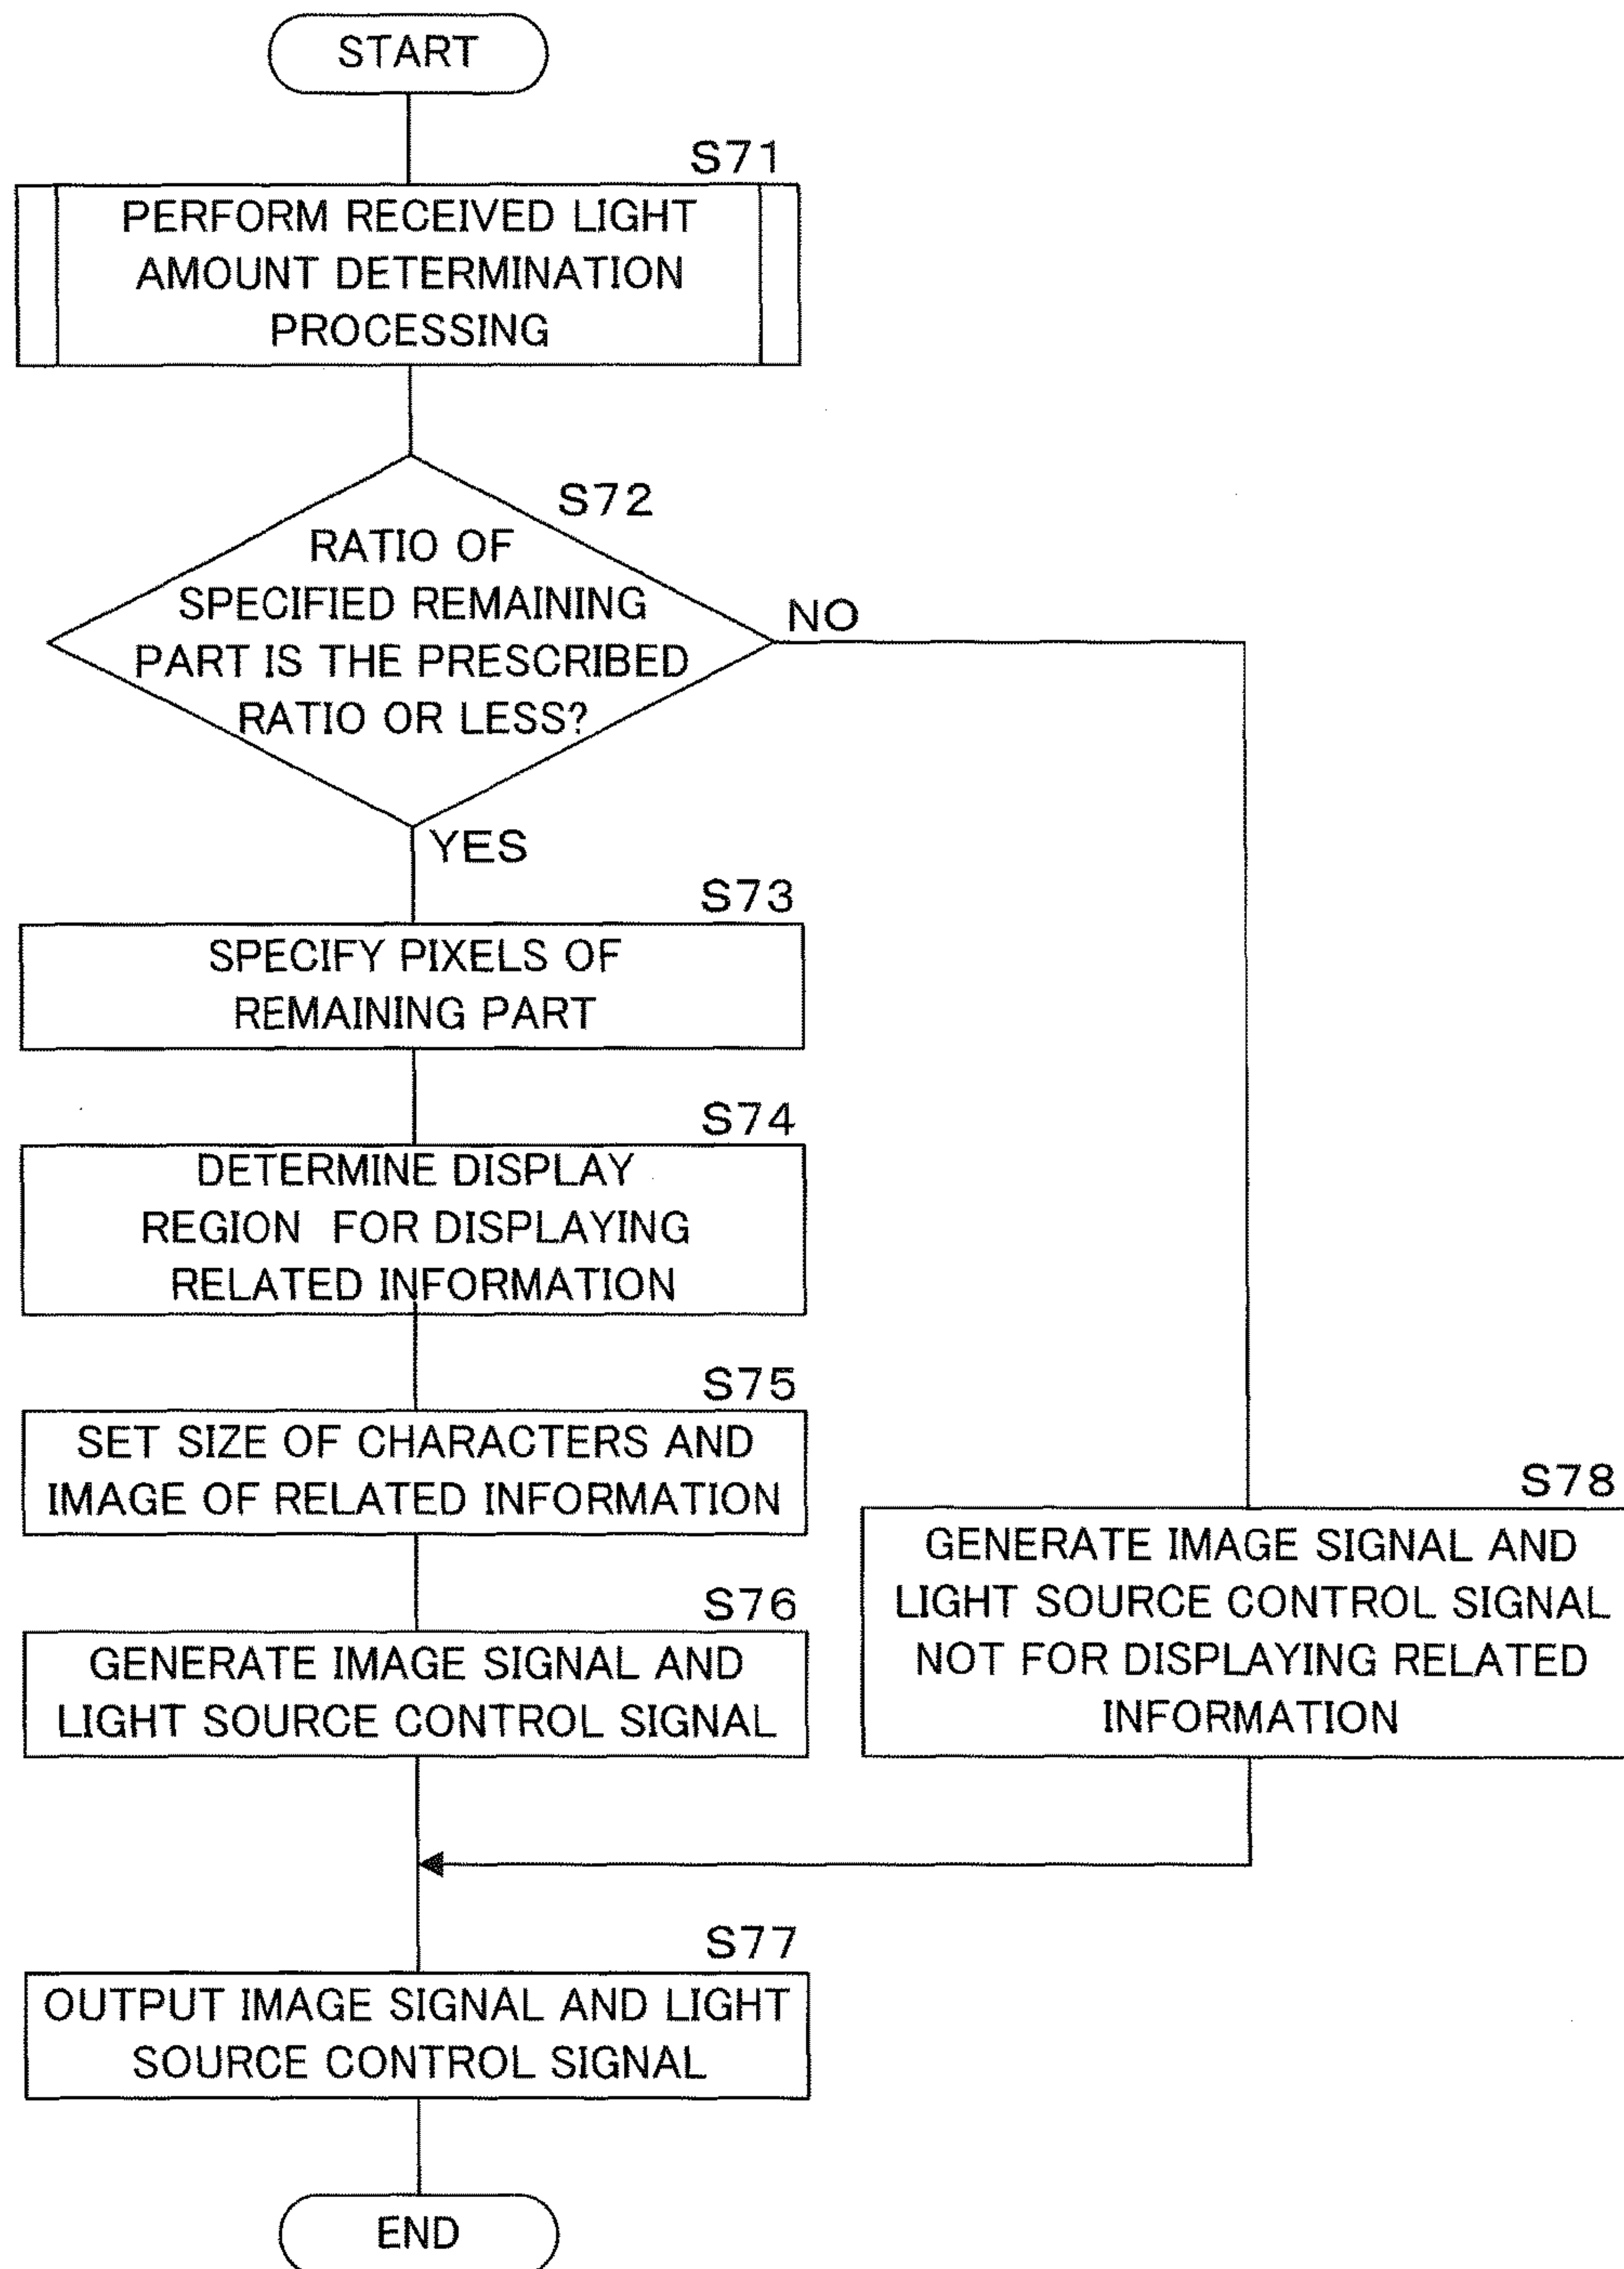 START
S71
PERFORM RECEIVED LIGHT
AMOUNT DETERMINATION
PROCESSING
S72
RATIO OF
SPECIFIED REMAINING
PART IS THE PRESCRIBED
RATIO OR LESS?
NO
YES
S73
SPECIFY PIXELS OF
REMAINING PART
S74
DETERMINE DISPLAY
REGION FOR DISPLAYING
RELATED INFORMATION
S75
SET SIZE OF CHARACTERS AND
IMAGE OF RELATED INFORMATION
S76
GENERATE IMAGE SIGNAL AND
LIGHT SOURCE CONTROL SIGNAL
S78
GENERATE IMAGE SIGNAL AND
LIGHT SOURCE CONTROL SIGNAL
NOT FOR DISPLAYING RELATED
INFORMATION
S77
OUTPUT IMAGE SIGNAL AND LIGHT
SOURCE CONTROL SIGNAL
END